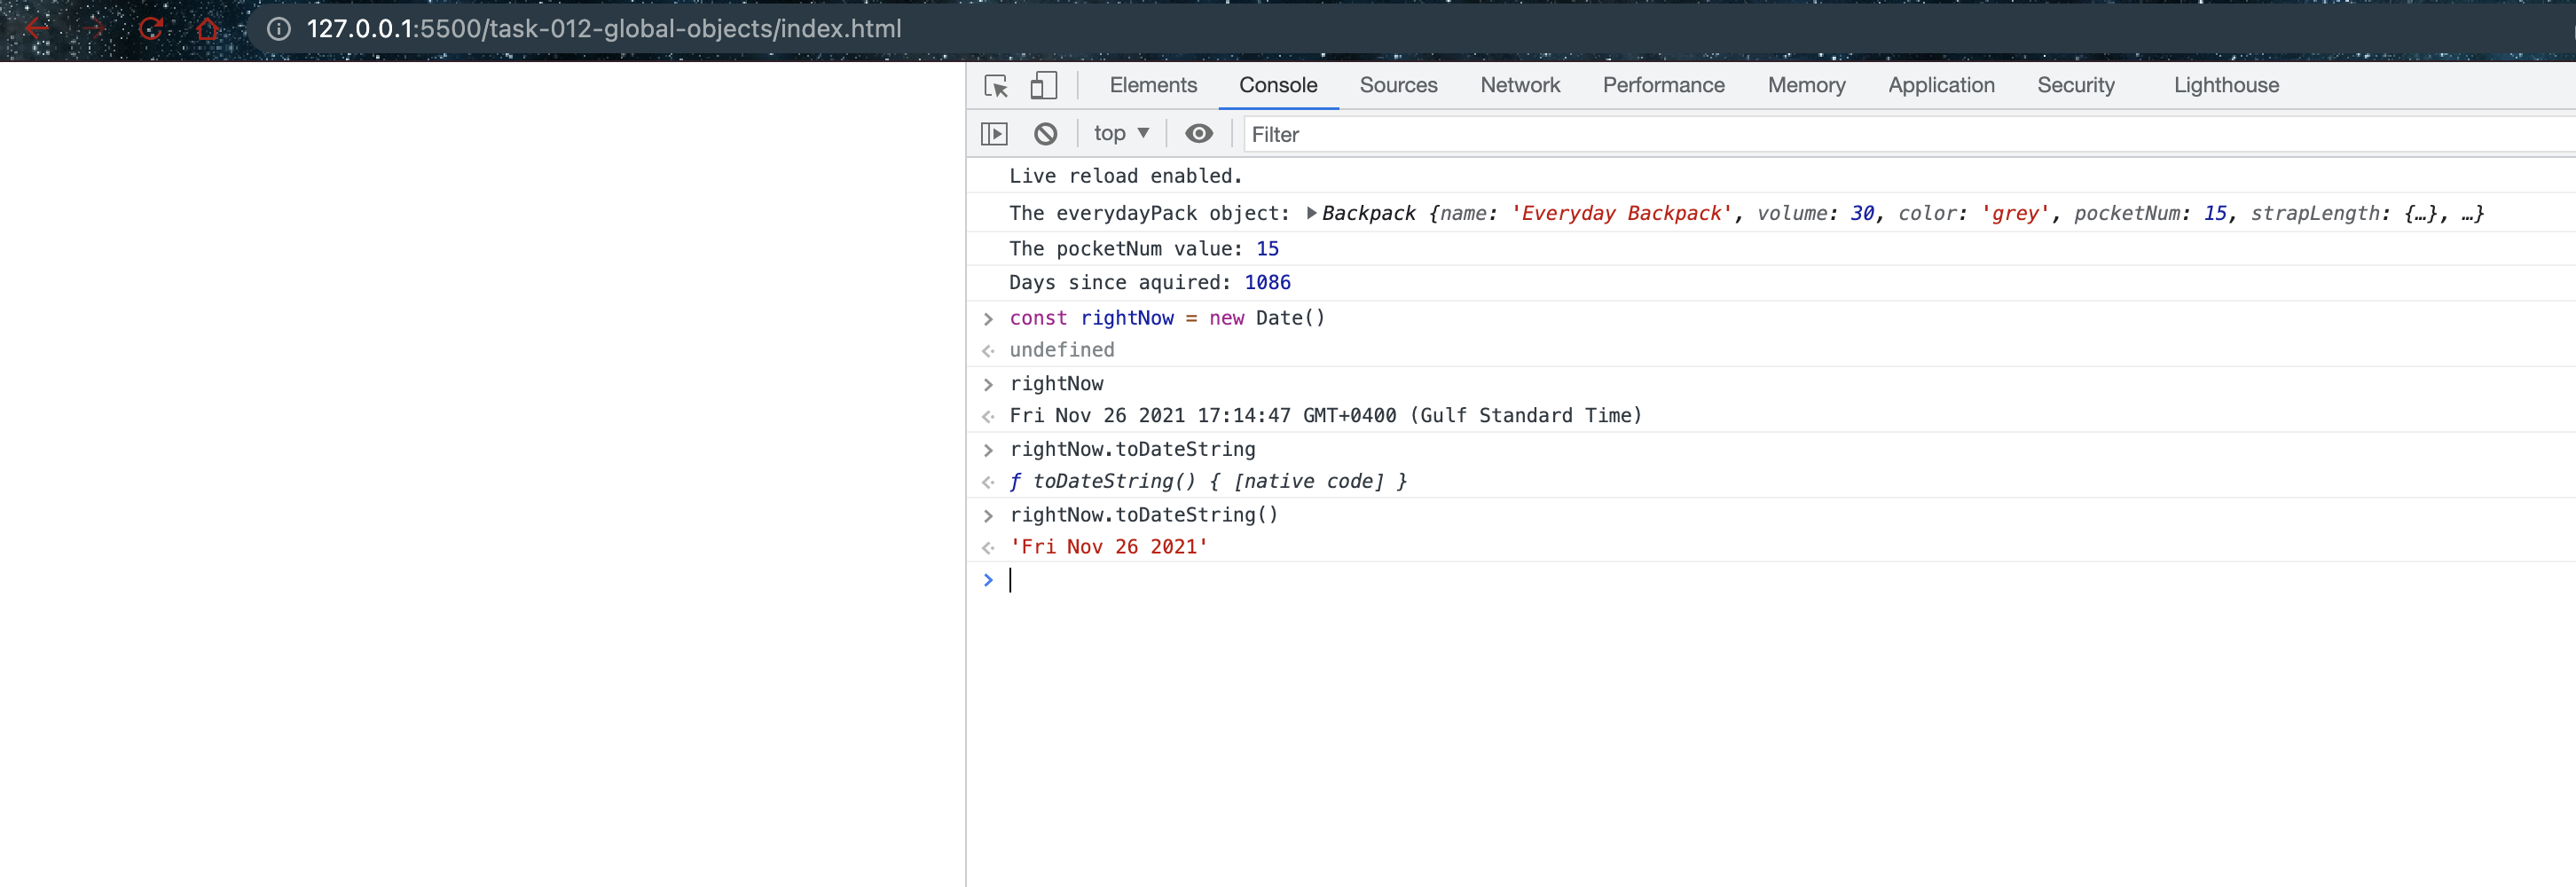 127.0.0.1:5500/task-012-global-objects/index.html
Elements Console Sources Network Performance Memory Application Security Lighthouse
top ▼ Filter
Live reload enabled.
The everydayPack object: ▶Backpack {name: 'Everyday Backpack', volume: 30, color: 'grey', pocketNum: 15, strapLength: {…}, …}
The pocketNum value: 15
Days since aquired: 1086
> const rightNow = new Date()
<· undefined
> rightNow
<· Fri Nov 26 2021 17:14:47 GMT+0400 (Gulf Standard Time)
> rightNow.toDateString
<· ƒ toDateString() { [native code] }
> rightNow.toDateString()
<· 'Fri Nov 26 2021'
>